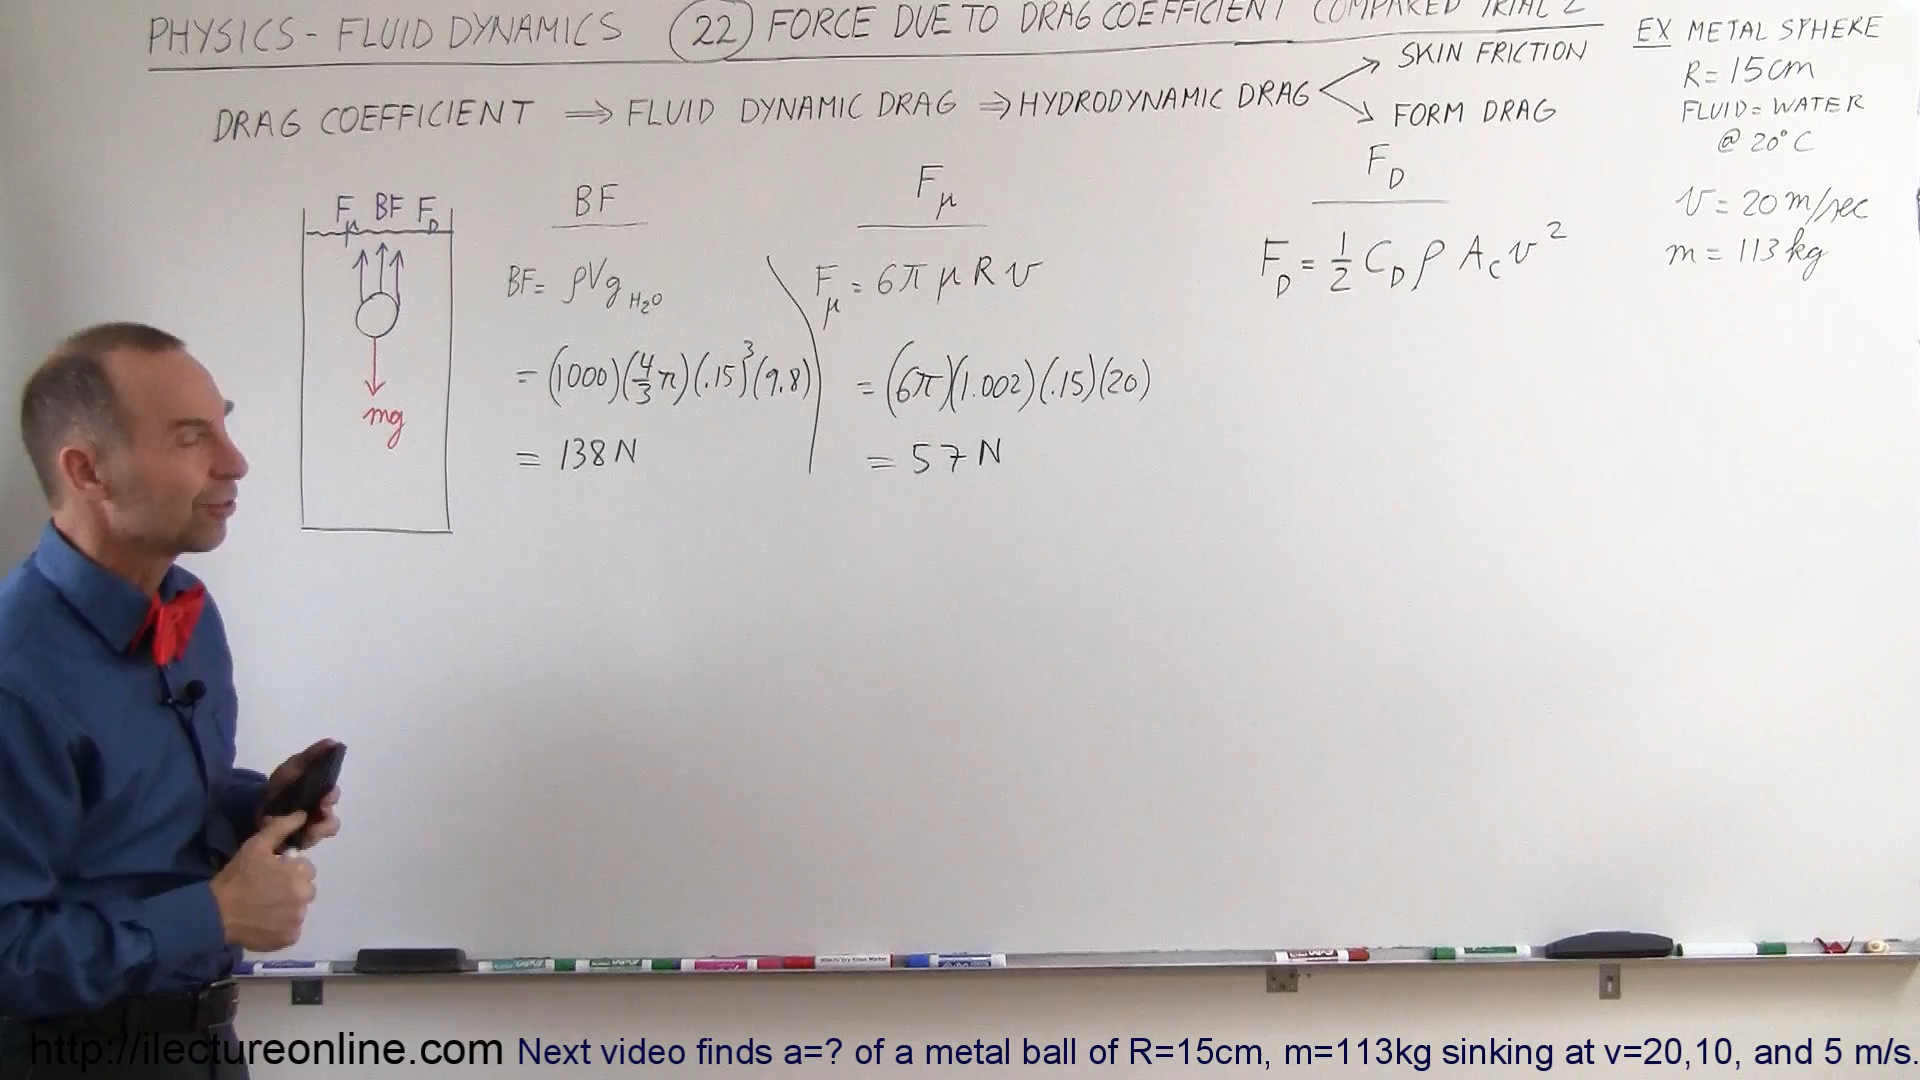 PHYSICS - FLUID DYNAMICS (22) FORCE DUE TO DRAG COEFFICIENT COMPARED TRIAL 2
DRAG COEFFICIENT ⇒ FLUID DYNAMIC DRAG ⇒ HYDRODYNAMIC DRAG
SKIN FRICTION
FORM DRAG
EX METAL SPHERE
R = 15cm
FLUID = WATER
@ 20° C
v = 20 m/sec
m = 113 kg
F_μ BF F_D
mg
BF
BF = ρVg H₂O
= (1000)(4/3 π)(.15)³(9.8)
= 138 N
F_μ
F_μ = 6π μ R v
= (6π)(1.002)(.15)(20)
= 57 N
F_D
F_D = 1/2 C_D ρ A_C v²
http://ilectureonline.com Next video finds a=? of a metal ball of R=15cm, m=113kg sinking at v=20,10, and 5 m/s.